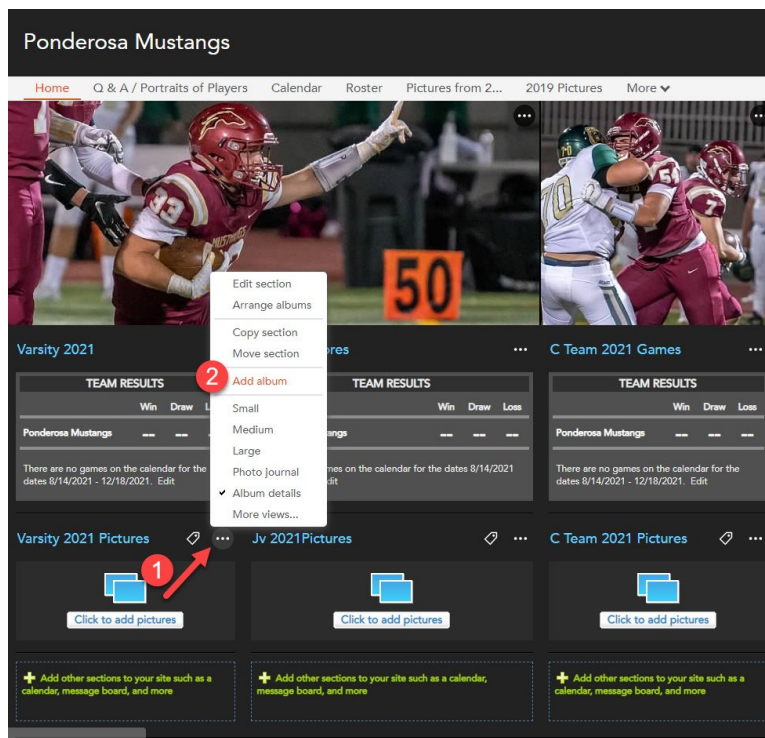 Ponderosa Mustangs
Home Q & A / Portraits of Players Calendar Roster Pictures from 2... 2019 Pictures More
33
MUSTANGS
50
70
54
7
Edit section
Arrange albums
Copy section
Move section
2 Add album
Small
Medium
Large
Photo journal
Album details
More views...
Varsity 2021
TEAM RESULTS
Win Draw L
Ponderosa Mustangs -- --
There are no games on the calendar for the
dates 8/14/2021 - 12/18/2021. Edit
res ...
TEAM RESULTS
Win Draw Loss
ngs -- -- --
mes on the calendar for the dates 8/14/2021
dit
C Team 2021 Games ...
TEAM RESULTS
Win Draw Loss
Ponderosa Mustangs -- -- --
There are no games on the calendar for the
dates 8/14/2021 - 12/18/2021. Edit
Varsity 2021 Pictures ...
1
Click to add pictures
Add other sections to your site such as a
calendar, message board, and more
Jv 2021Pictures ...
Click to add pictures
Add other sections to your site such as a calendar,
message board, and more
C Team 2021 Pictures ...
Click to add pictures
Add other sections to your site such as a
calendar, message board, and more